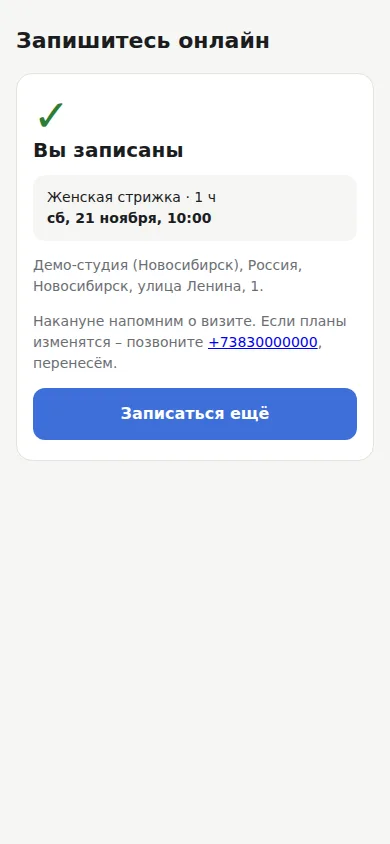 Запишитесь онлайн
✓
Вы записаны
Женская стрижка · 1 ч
сб, 21 ноября, 10:00
Демо-студия (Новосибирск), Россия,
Новосибирск, улица Ленина, 1.
Накануне напомним о визите. Если планы
изменятся – позвоните +73830000000,
перенесём.
Записаться ещё